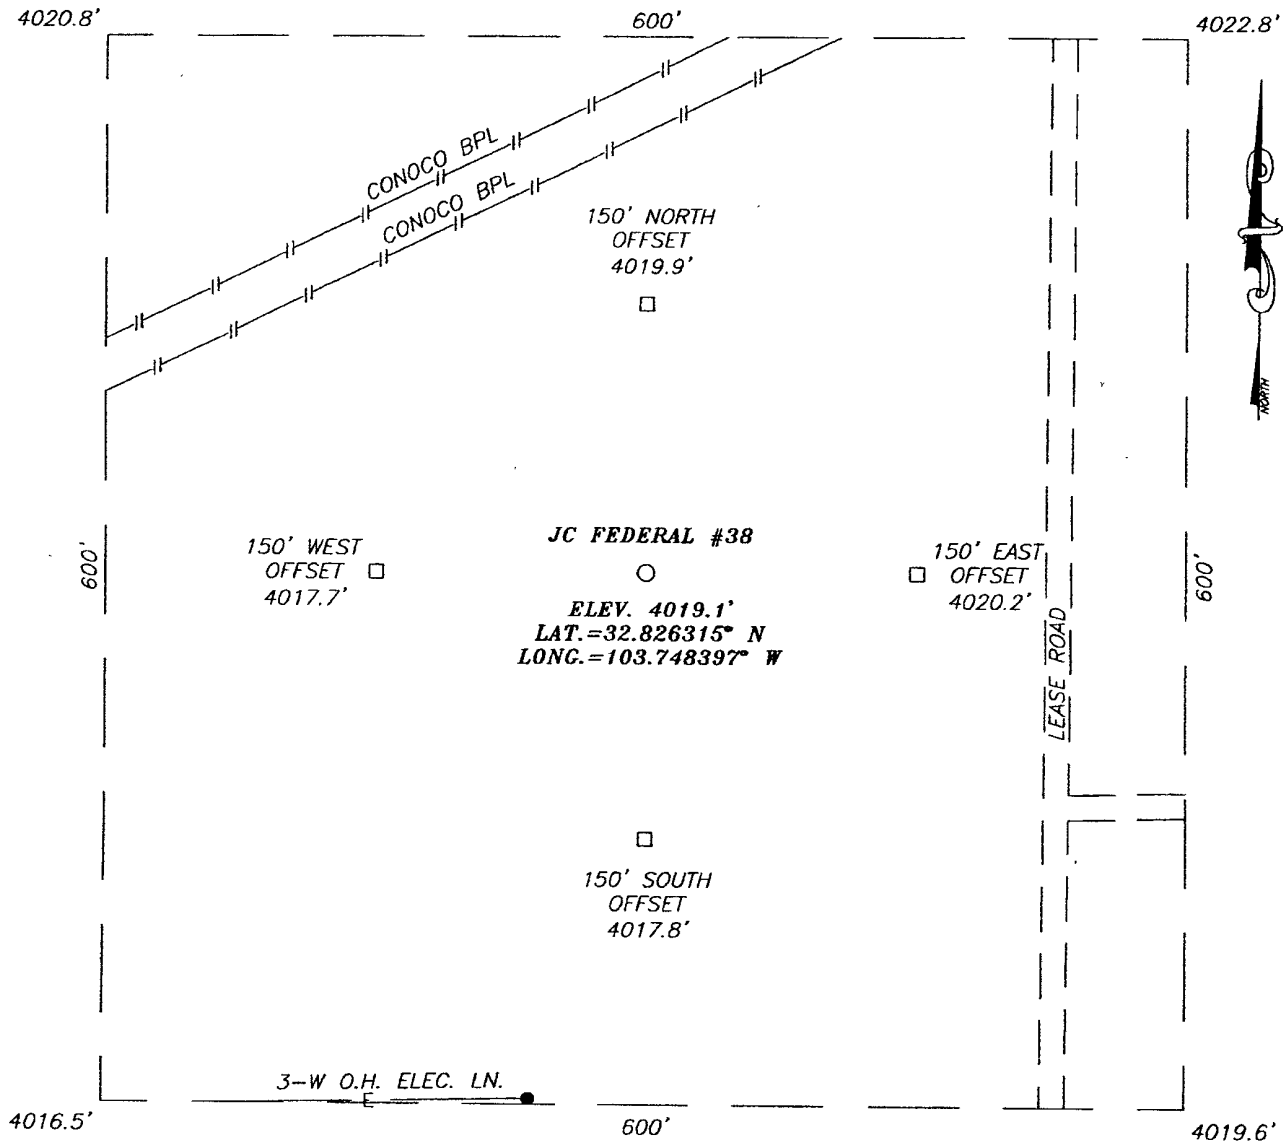 4020.8'
600'
4022.8'
CONOCO BPL
CONOCO BPL
150' NORTH
OFFSET
4019.9'
NORTH
JC FEDERAL #38
150' WEST
OFFSET
4017.7'
150' EAST
OFFSET
4020.2'
600'
600'
ELEV. 4019.1'
LAT.=32.826315° N
LONG.=103.748397° W
LEASE ROAD
150' SOUTH
OFFSET
4017.8'
3-W O.H. ELEC. LN.
E
4016.5'
600'
4019.6'